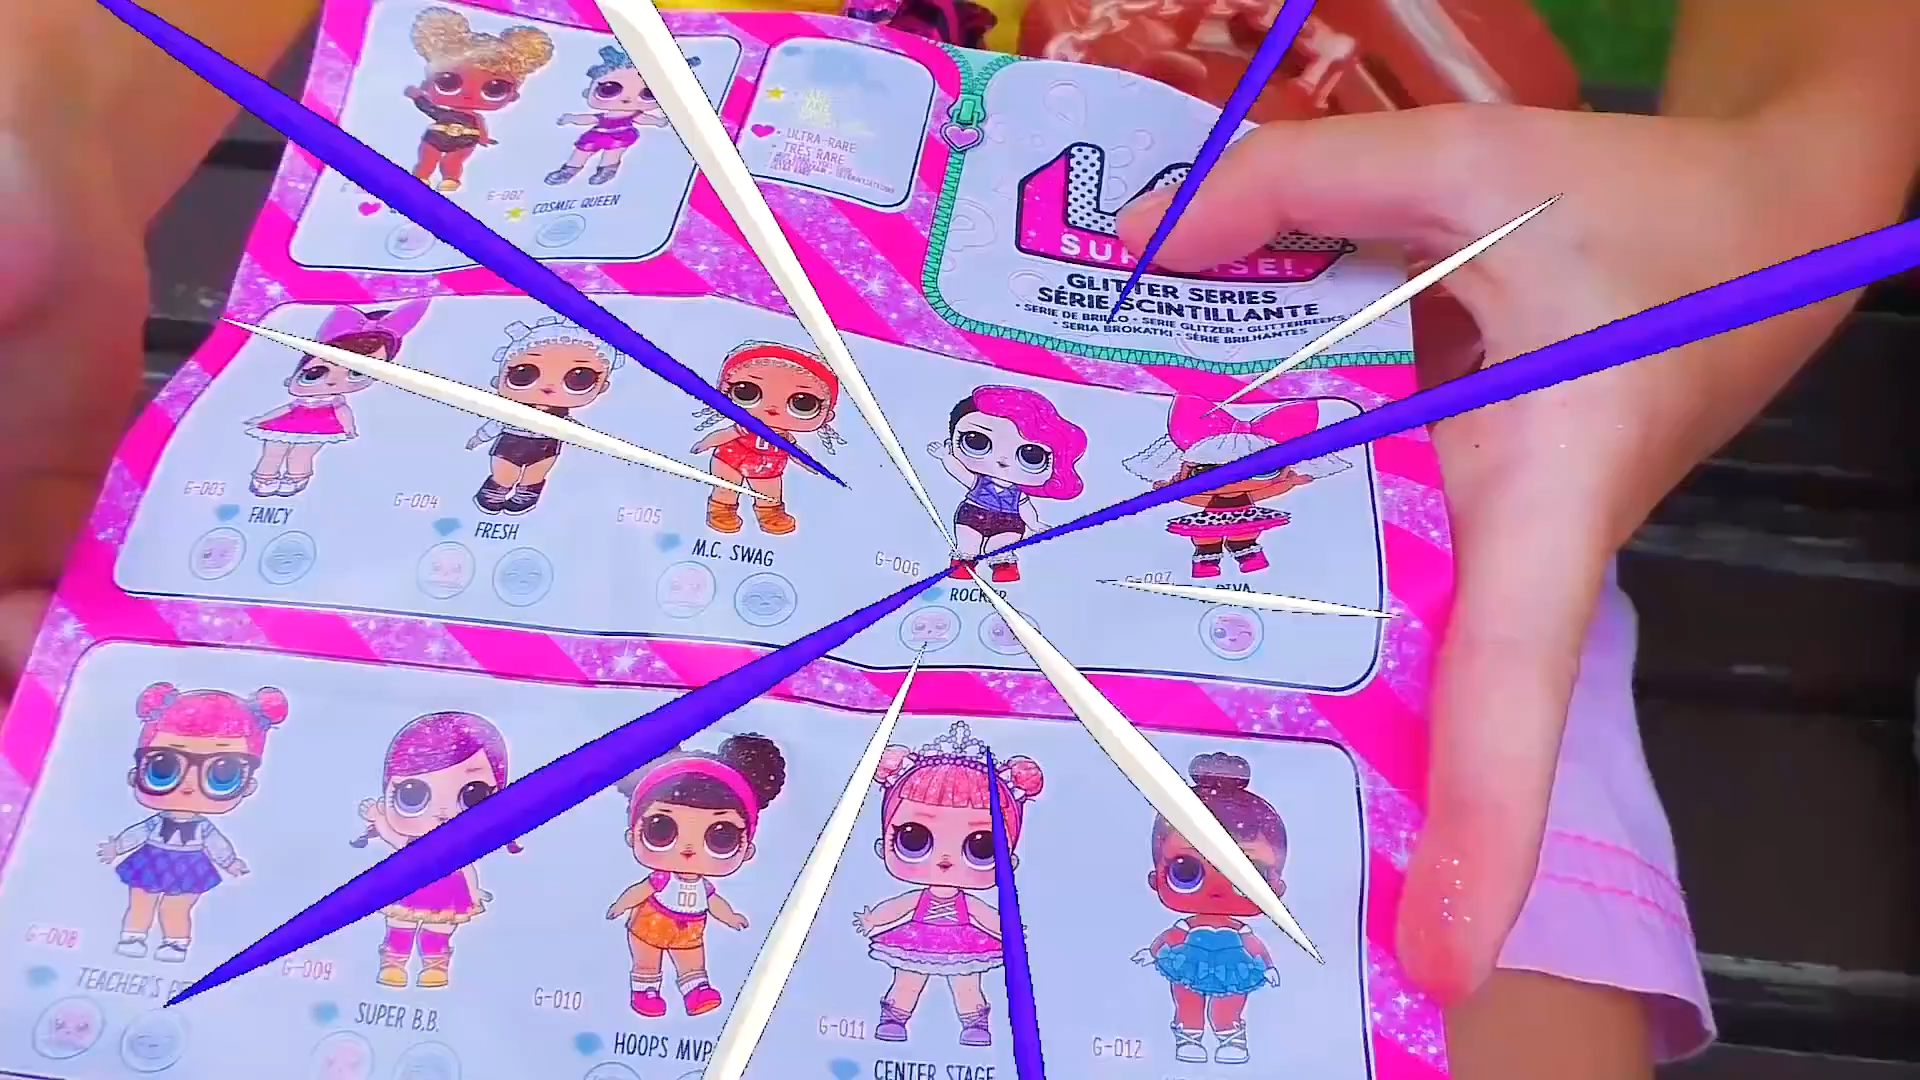 • ULTRA-RARE
• TRÈS RARE
G-002
COSMIC QUEEN
GLITTER SERIES
SÉRIE SCINTILLANTE
• SERIE DE BRILLO • SERIE GLITZER • GLITTERREEKS
• SERIA BROKATKI • SÉRIE BRILHANTES
G-003
FANCY
G-004
FRESH
G-005
M.C. SWAG
G-006
ROCKER
G-007
DIVA
G-008
TEACHER'S
G-009
SUPER B.B.
G-010
HOOPS MVP
G-011
CENTER STAGE
G-012